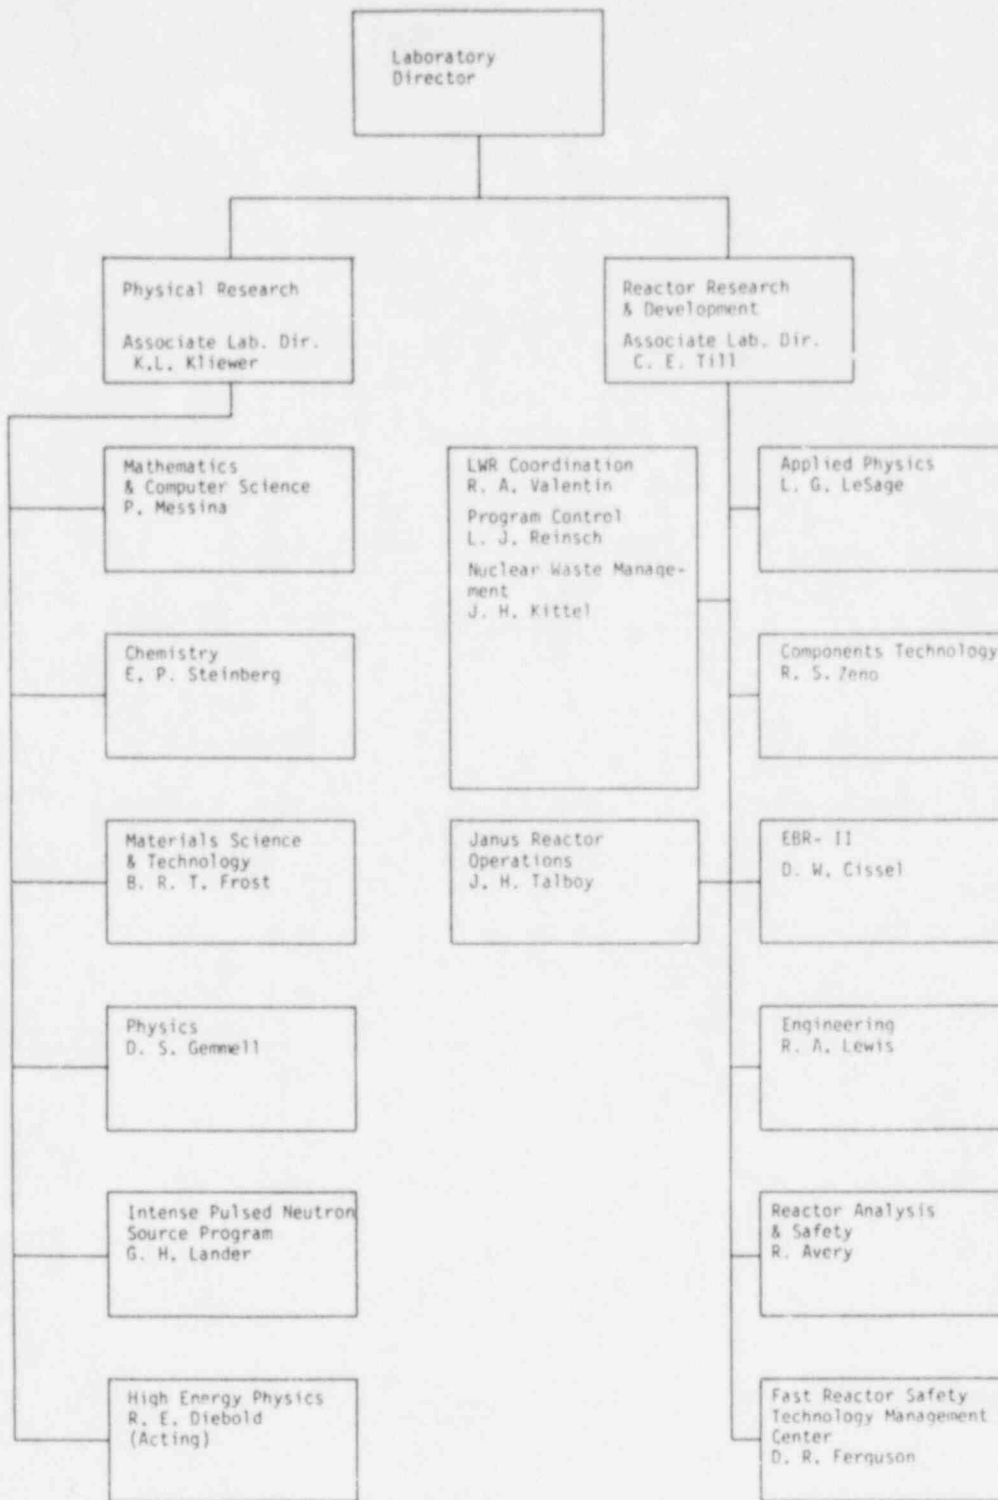 Laboratory
Director
Physical Research
Associate Lab. Dir.
K.L. Kliewer
Reactor Research
& Development
Associate Lab. Dir.
C. E. Till
Mathematics
& Computer Science
P. Messina
LWR Coordination
R. A. Valentin
Program Control
L. J. Reinsch
Nuclear Waste Manage-
ment
J. H. Kittel
Applied Physics
L. G. LeSage
Chemistry
E. P. Steinberg
Components Technology
R. S. Zeno
Materials Science
& Technology
B. R. T. Frost
Janus Reactor
Operations
J. H. Talboy
EBR- II
D. W. Cissel
Physics
D. S. Gemmell
Engineering
R. A. Lewis
Intense Pulsed Neutron
Source Program
G. H. Lander
Reactor Analysis
& Safety
R. Avery
High Energy Physics
R. E. Diebold
(Acting)
Fast Reactor Safety
Technology Management
Center
D. R. Ferguson